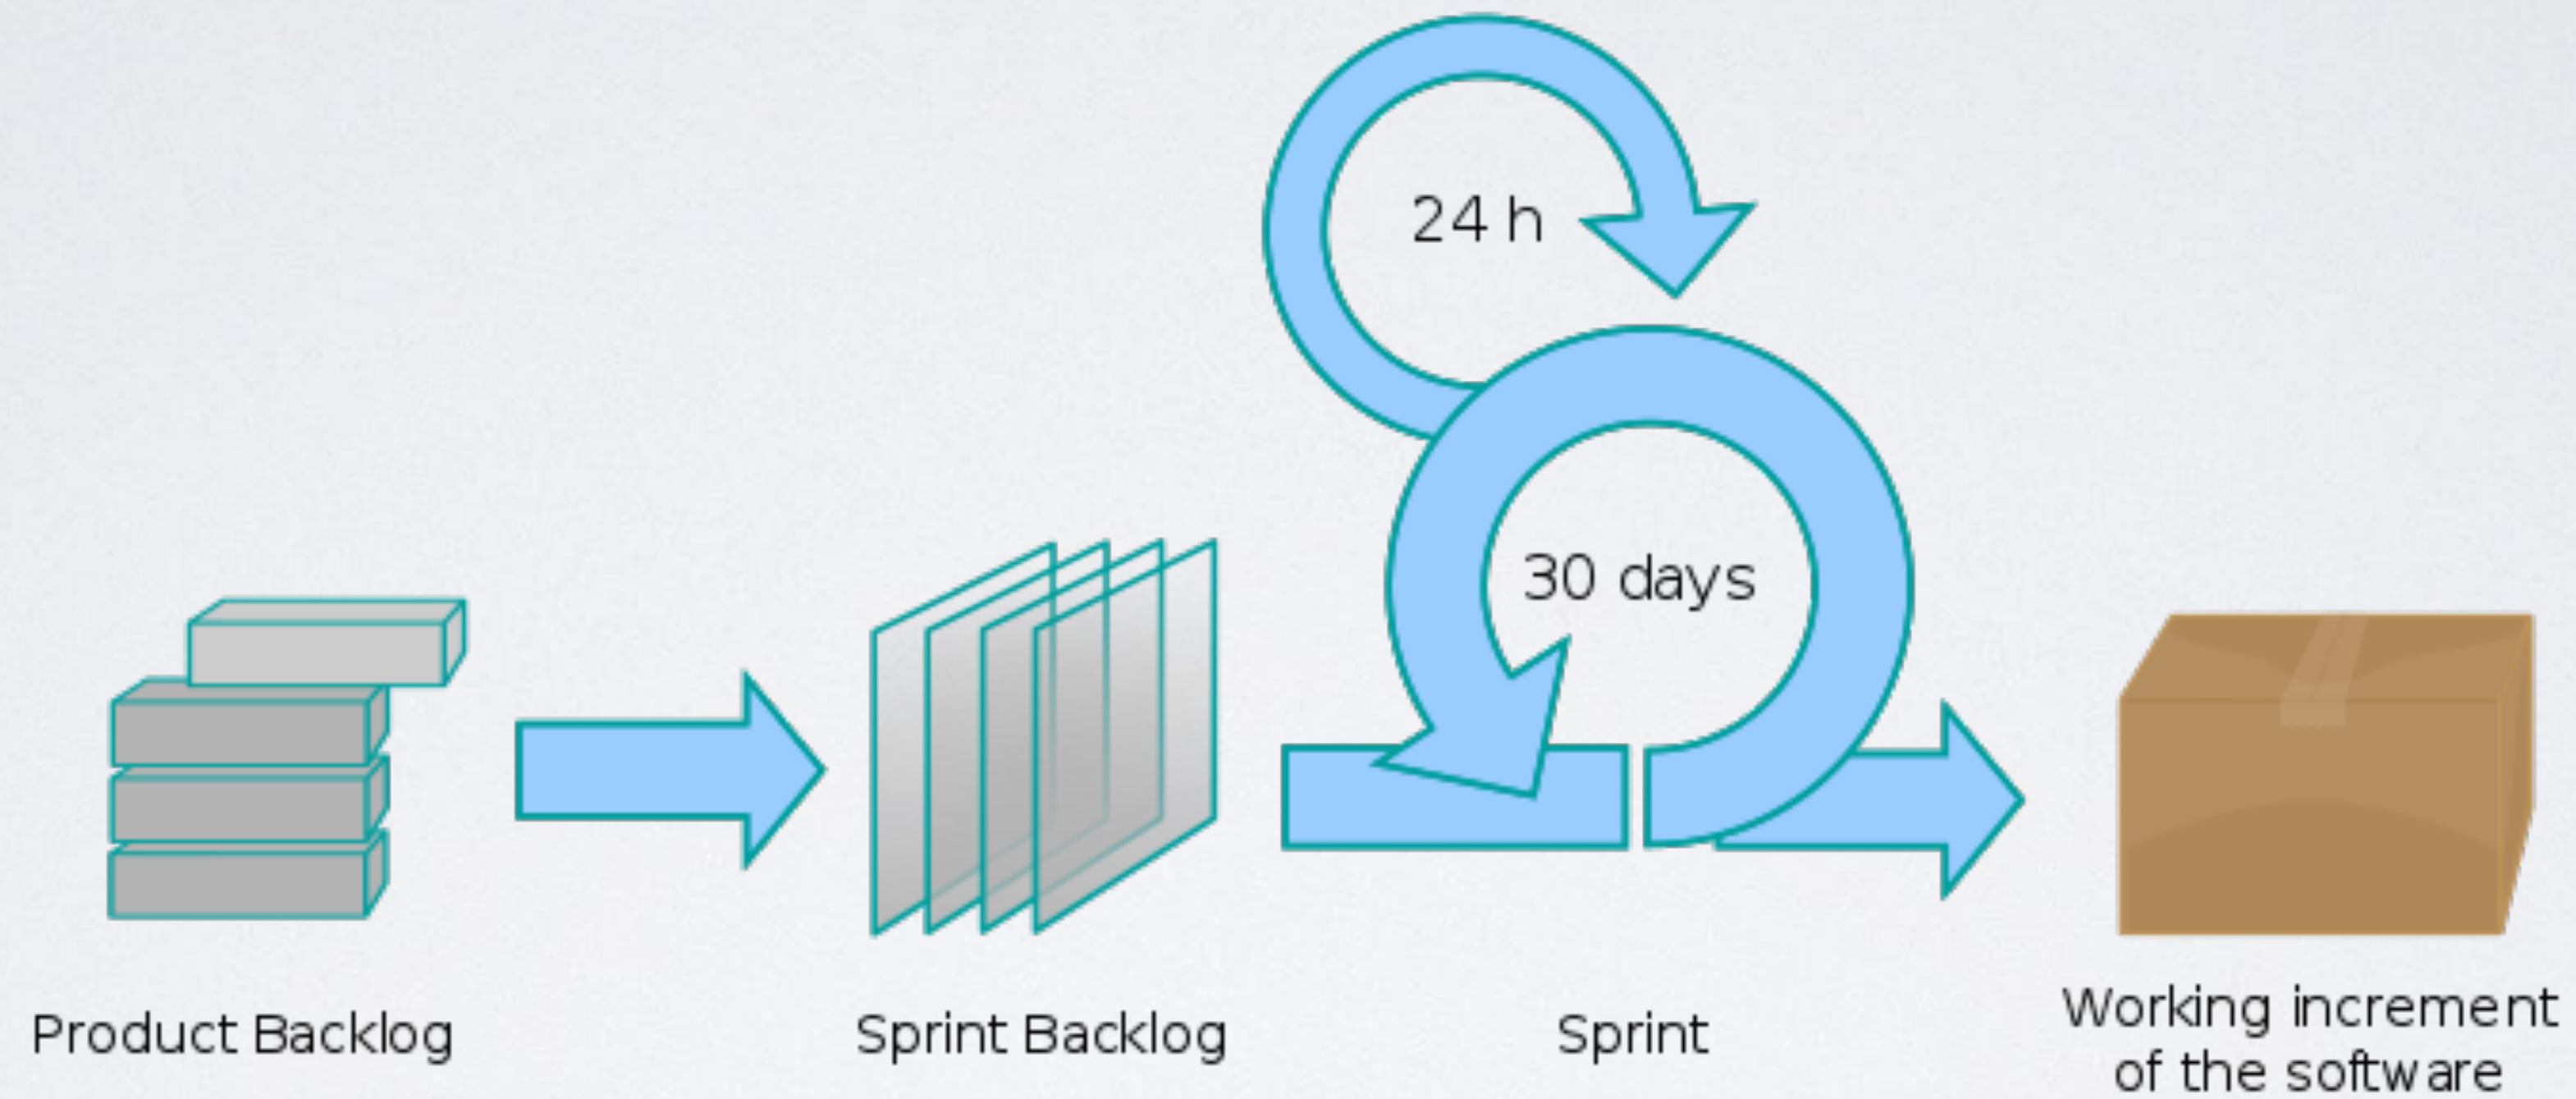 24 h
30 days
Product Backlog
Sprint Backlog
Sprint
Working increment
of the software